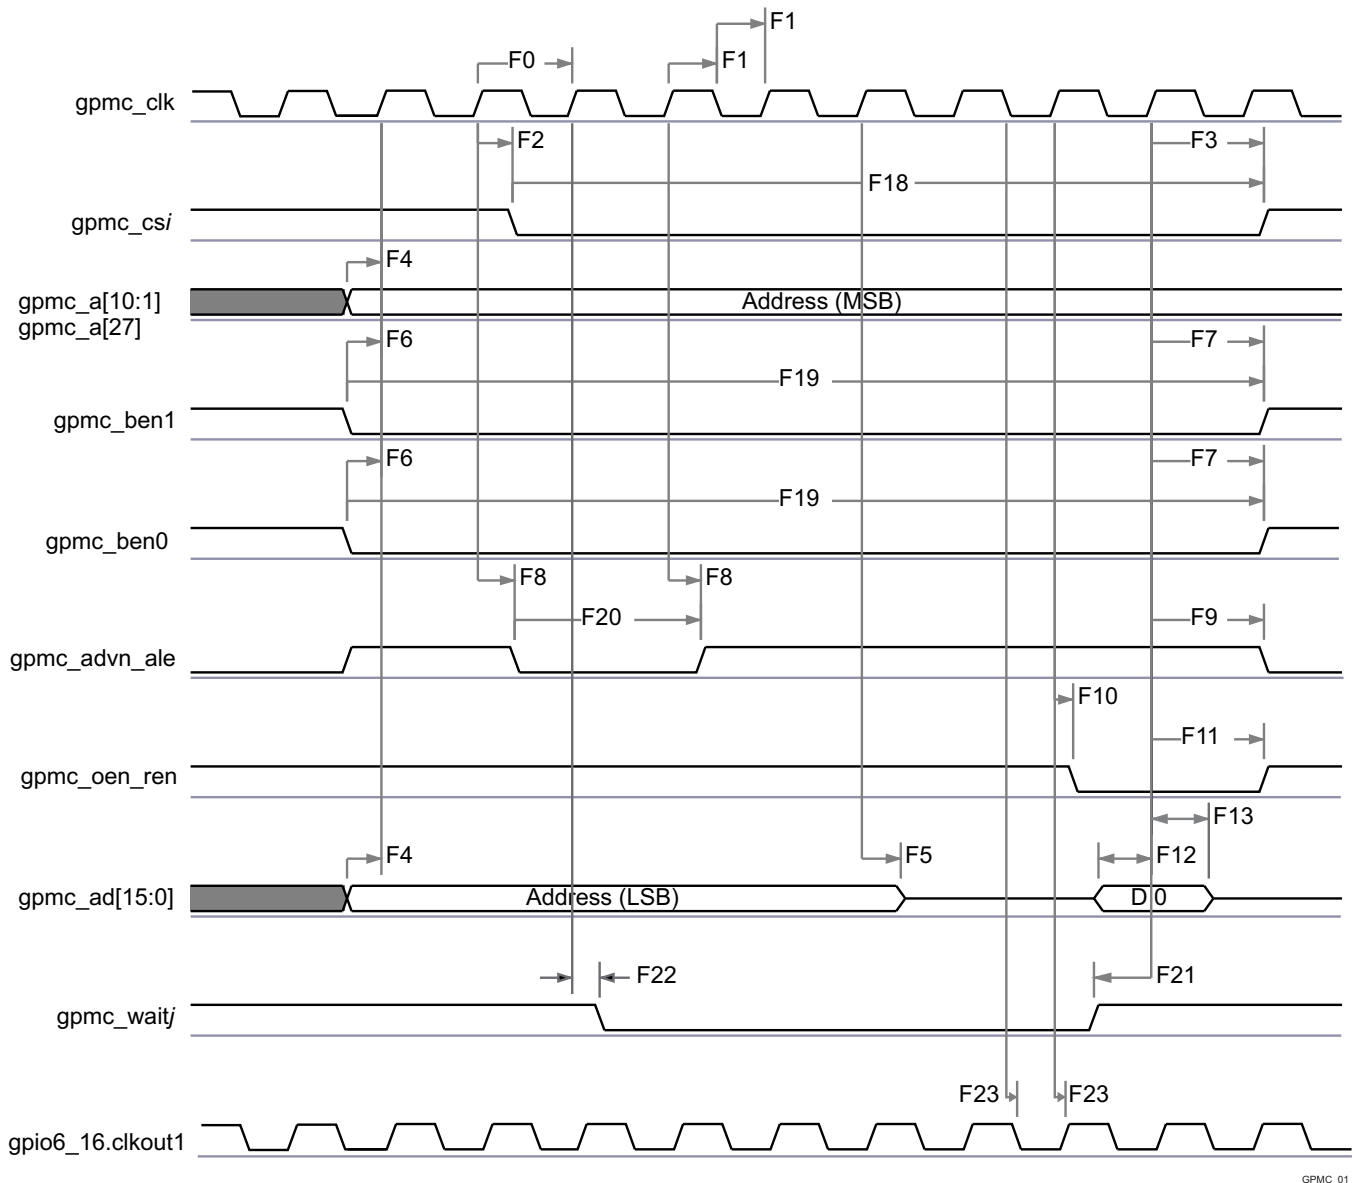 F1
F0
F1
gpmc_clk
F2
F3
F18
gpmc_csi
F4
gpmc_a[10:1]
Address (MSB)
gpmc_a[27]
F6
F7
F19
gpmc_ben1
F6
F7
F19
gpmc_ben0
F8
F8
F20
F9
gpmc_advn_ale
F10
F11
gpmc_oen_ren
F13
F4
F5
F12
gpmc_ad[15:0]
Address (LSB)
D 0
F22
F21
gpmc_waitj
F23
F23
gpio6_16.clkout1
GPMC_01